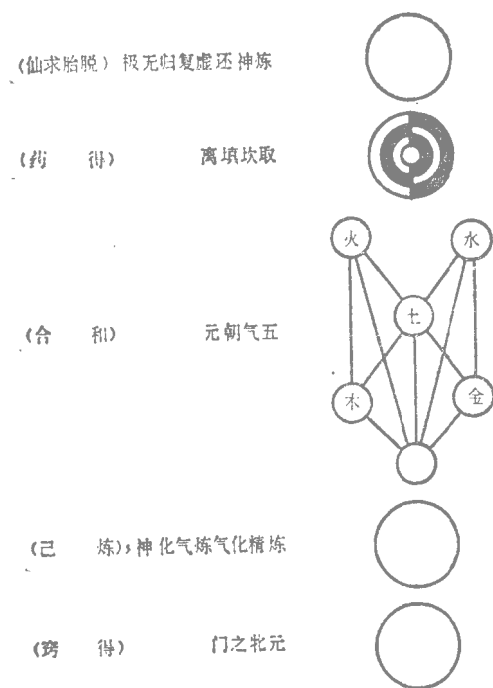 (仙求胎脱) 极无归复虚还神炼
(药 得) 离填坎取
火 水
土
(合 和) 元朝气五
木 金
(己 炼),神化气炼气化精炼
(窍 得) 门之牝元